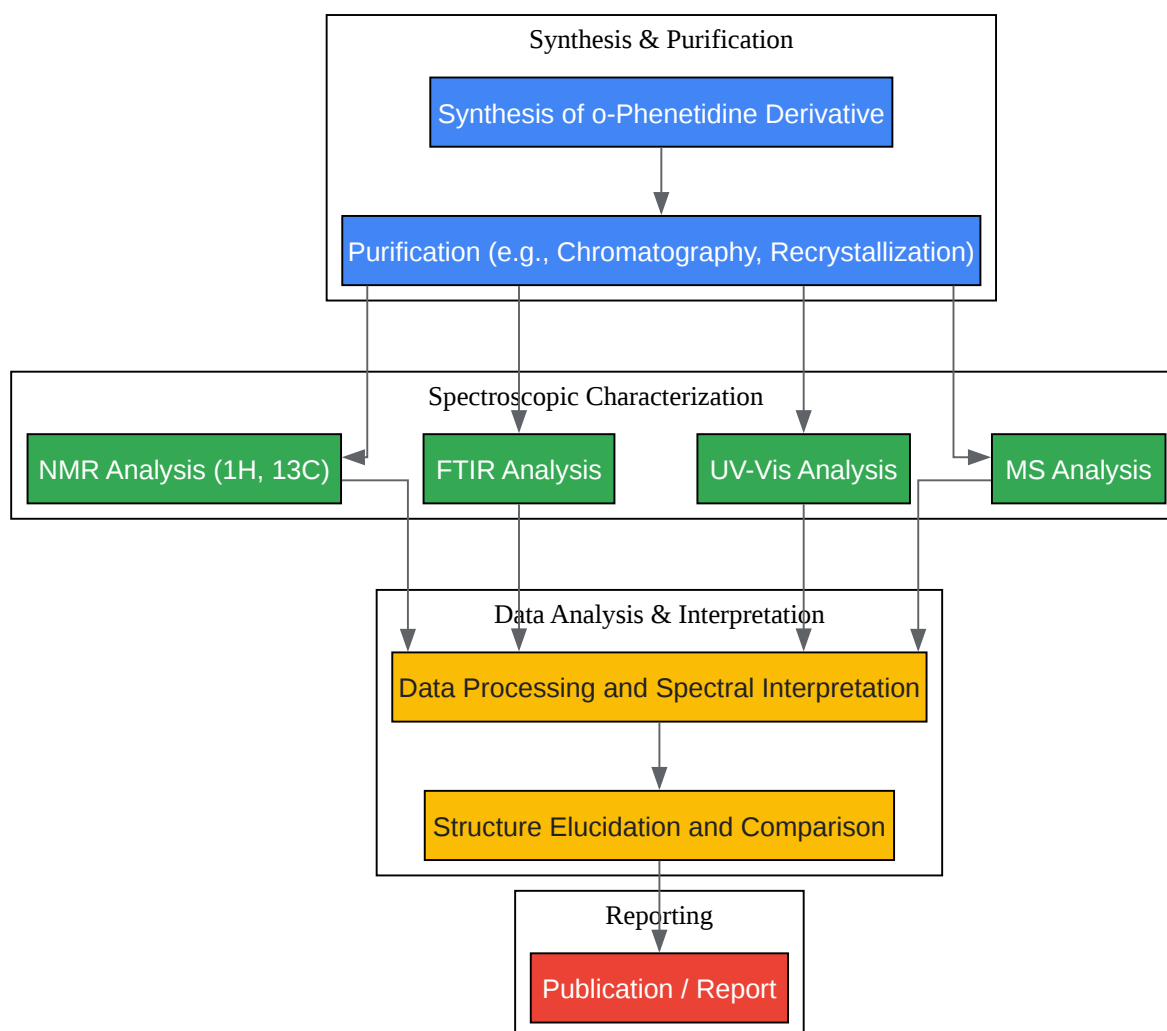 Synthesis & Purification
Synthesis of o-Phenetidine Derivative
Purification (e.g., Chromatography, Recrystallization)
Spectroscopic Characterization
NMR Analysis (1H, 13C)
FTIR Analysis
UV-Vis Analysis
MS Analysis
Data Analysis & Interpretation
Data Processing and Spectral Interpretation
Structure Elucidation and Comparison
Reporting
Publication / Report